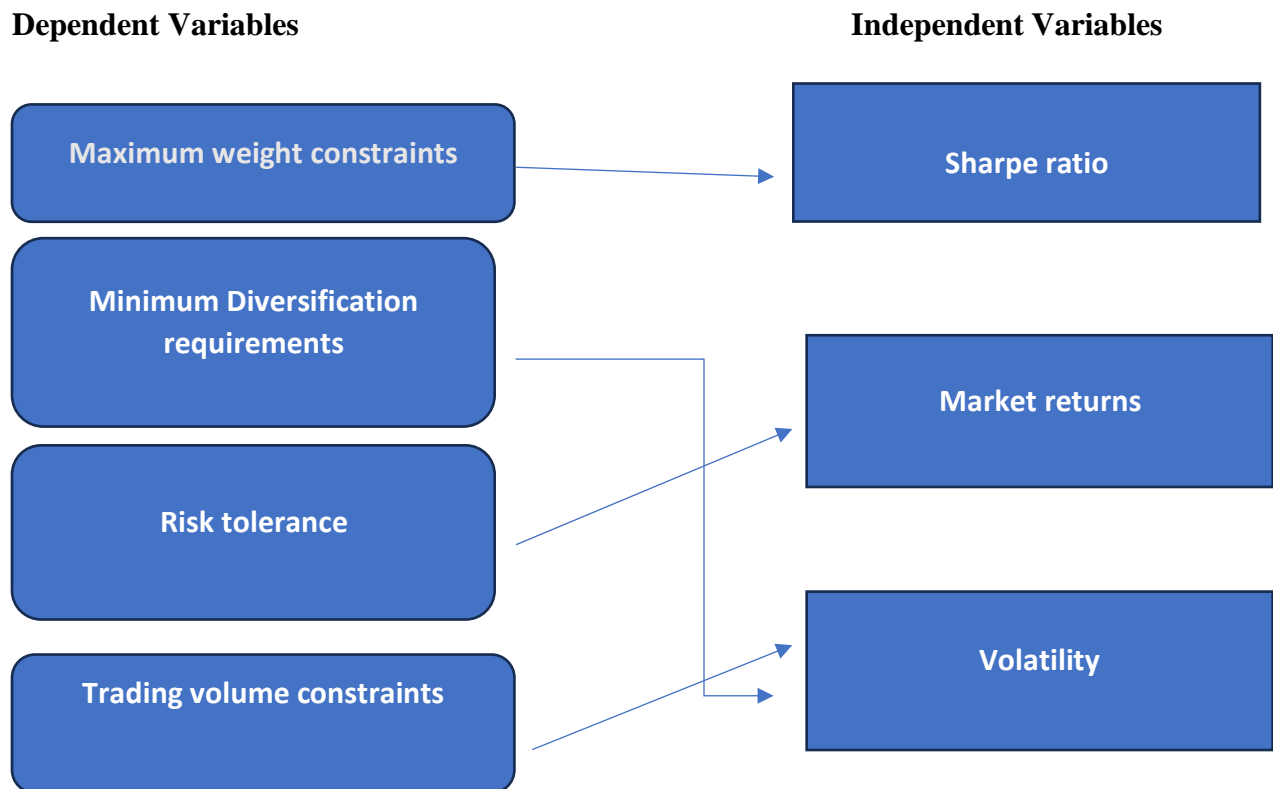 Dependent Variables
Independent Variables
Maximum weight constraints
Sharpe ratio
Minimum Diversification
requirements
Market returns
Risk tolerance
Volatility
Trading volume constraints